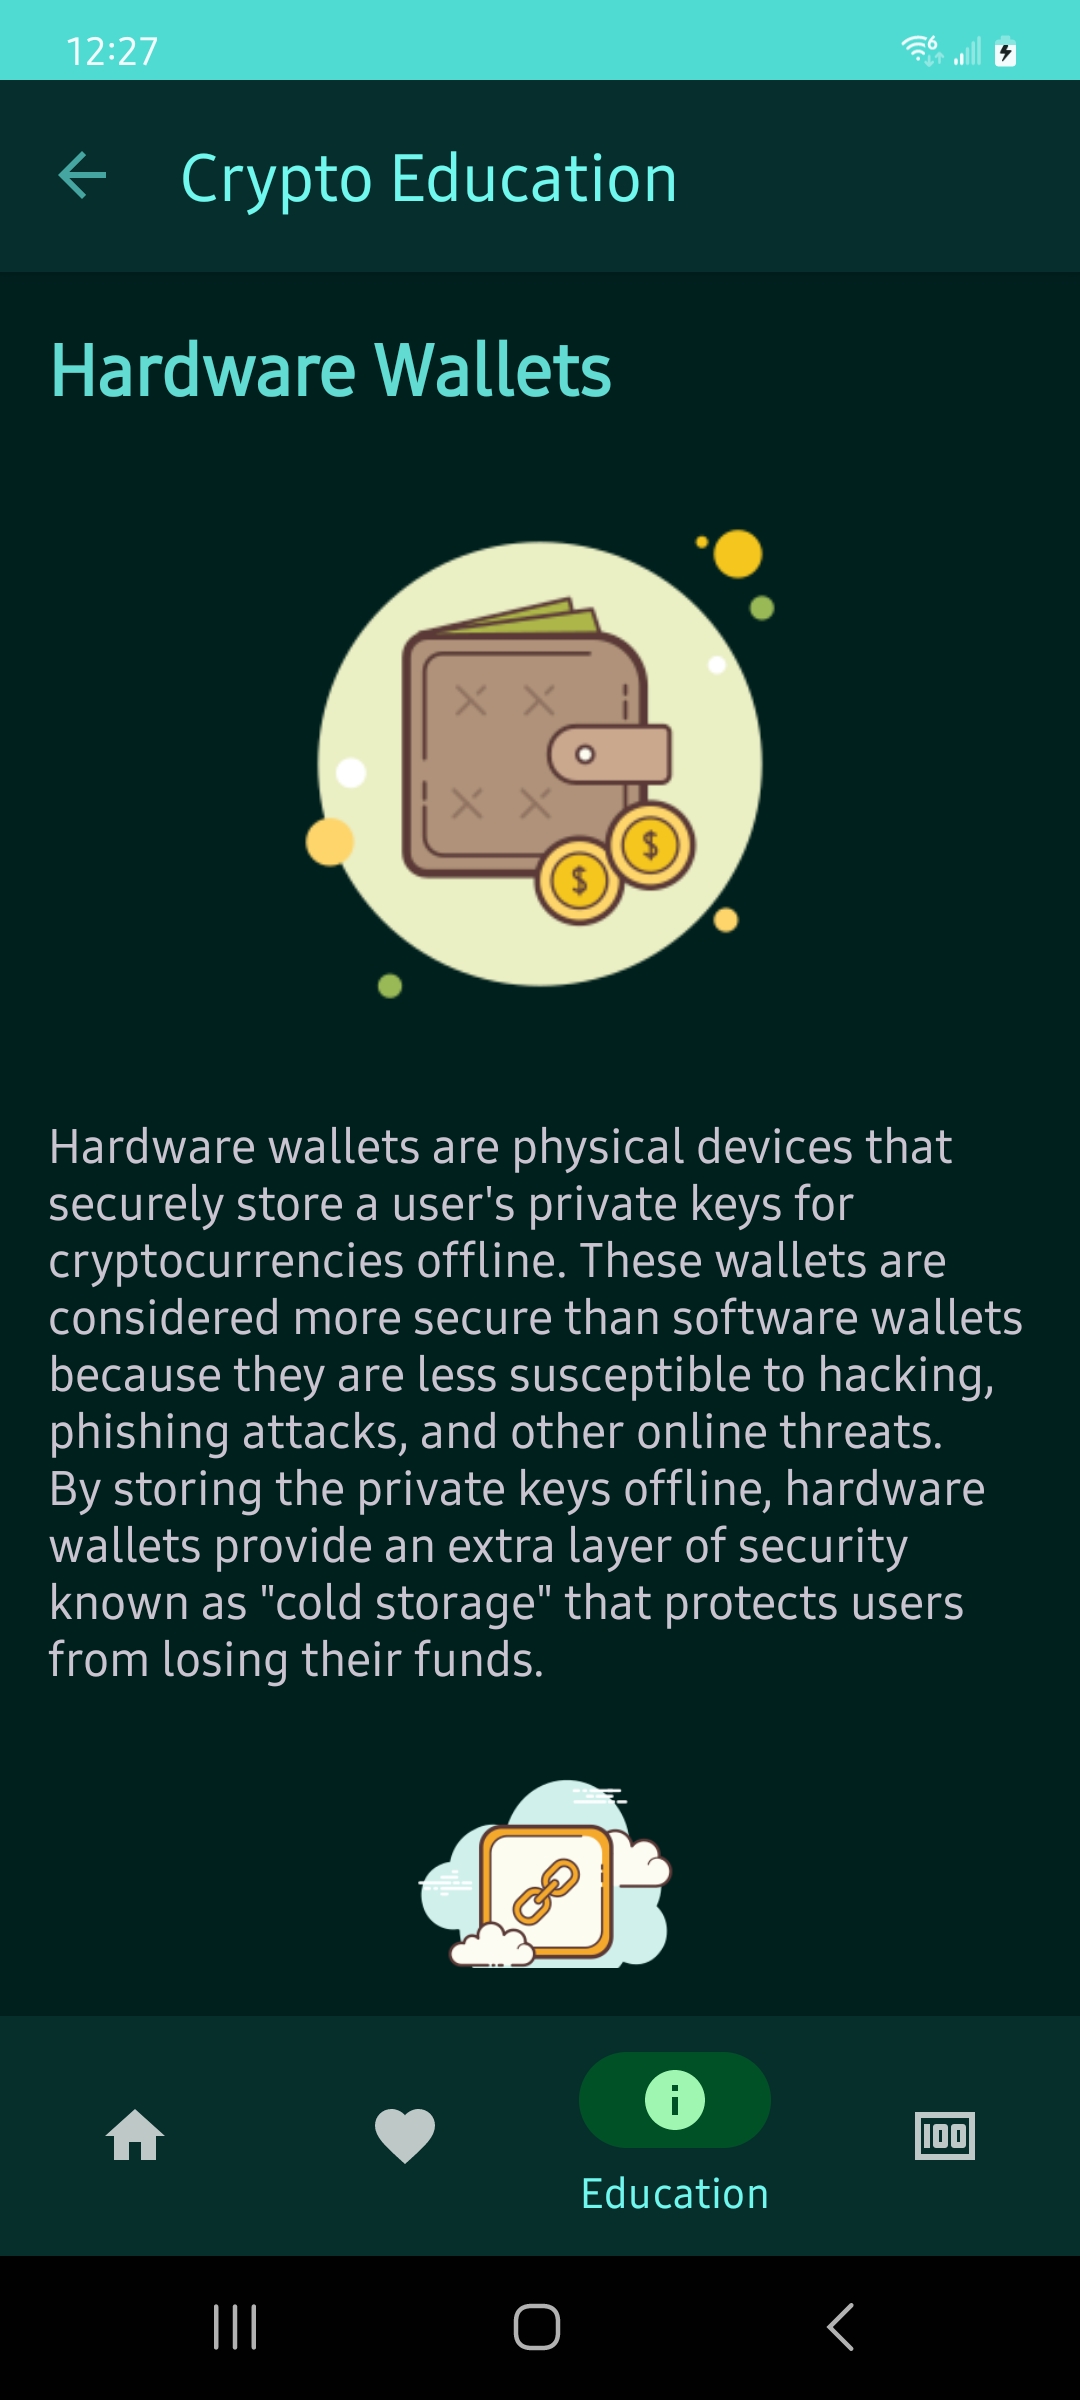 12:27
6
Crypto Education
Hardware Wallets
$
$
Hardware wallets are physical devices that
securely store a user's private keys for
cryptocurrencies offline. These wallets are
considered more secure than software wallets
because they are less susceptible to hacking,
phishing attacks, and other online threats.
By storing the private keys offline, hardware
wallets provide an extra layer of security
known as "cold storage" that protects users
from losing their funds.
100
Education